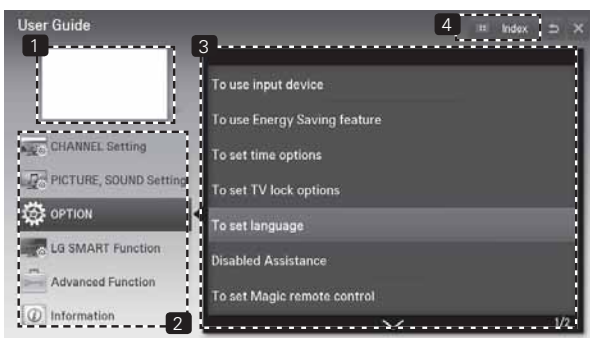 User Guide
4
Index
1
3
To use input device
To use Energy Saving feature
To set time options
To set TV lock options
To set language
Disabled Assistance
To set Magic remote control
1/2
CHANNEL Setting
PICTURE, SOUND Setting
OPTION
LG SMART Function
Advanced Function
Information
2